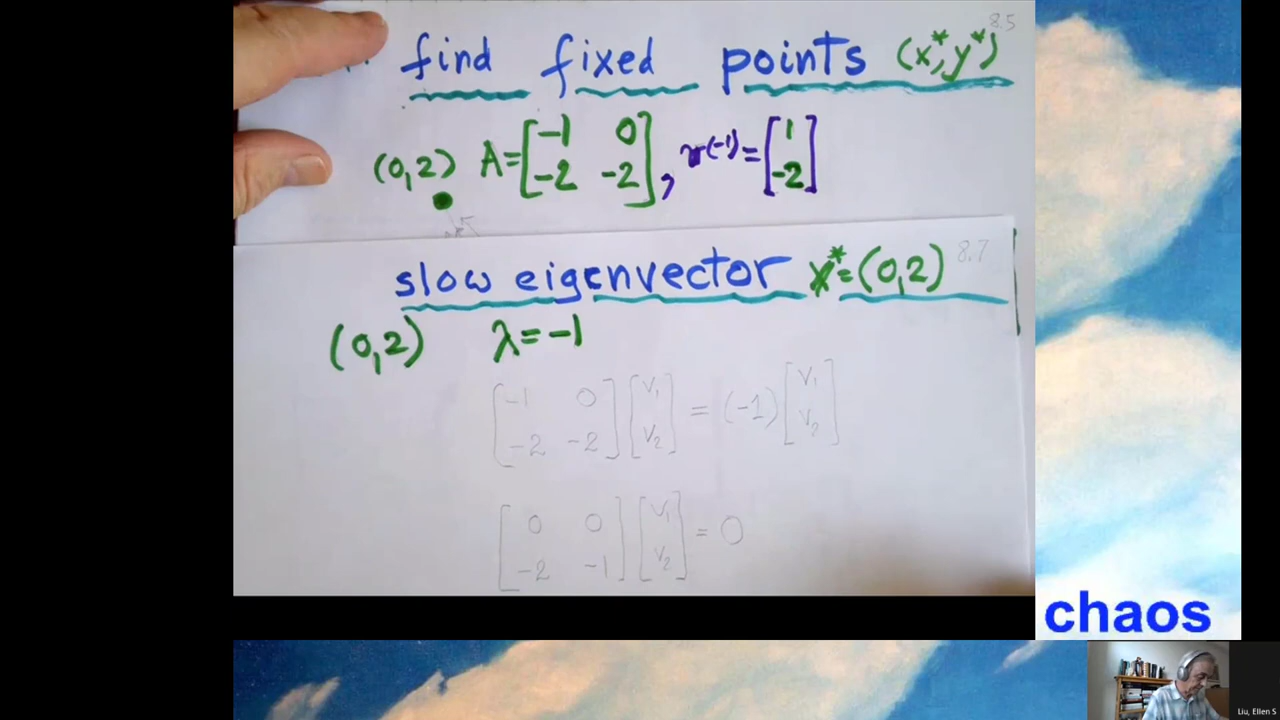 8.5
find fixed points (x*, y*)
(0,2) A = [-1 0; -2 -2], v(-1) = [1; -2]
8.7
slow eigenvector x* = (0,2)
(0,2) λ = -1
[-1 0; -2 -2] [v₁; v₂] = (-1) [v₁; v₂]
[0 0; -2 -1] [v₁; v₂] = 0
chaos
Liu, Ellen S